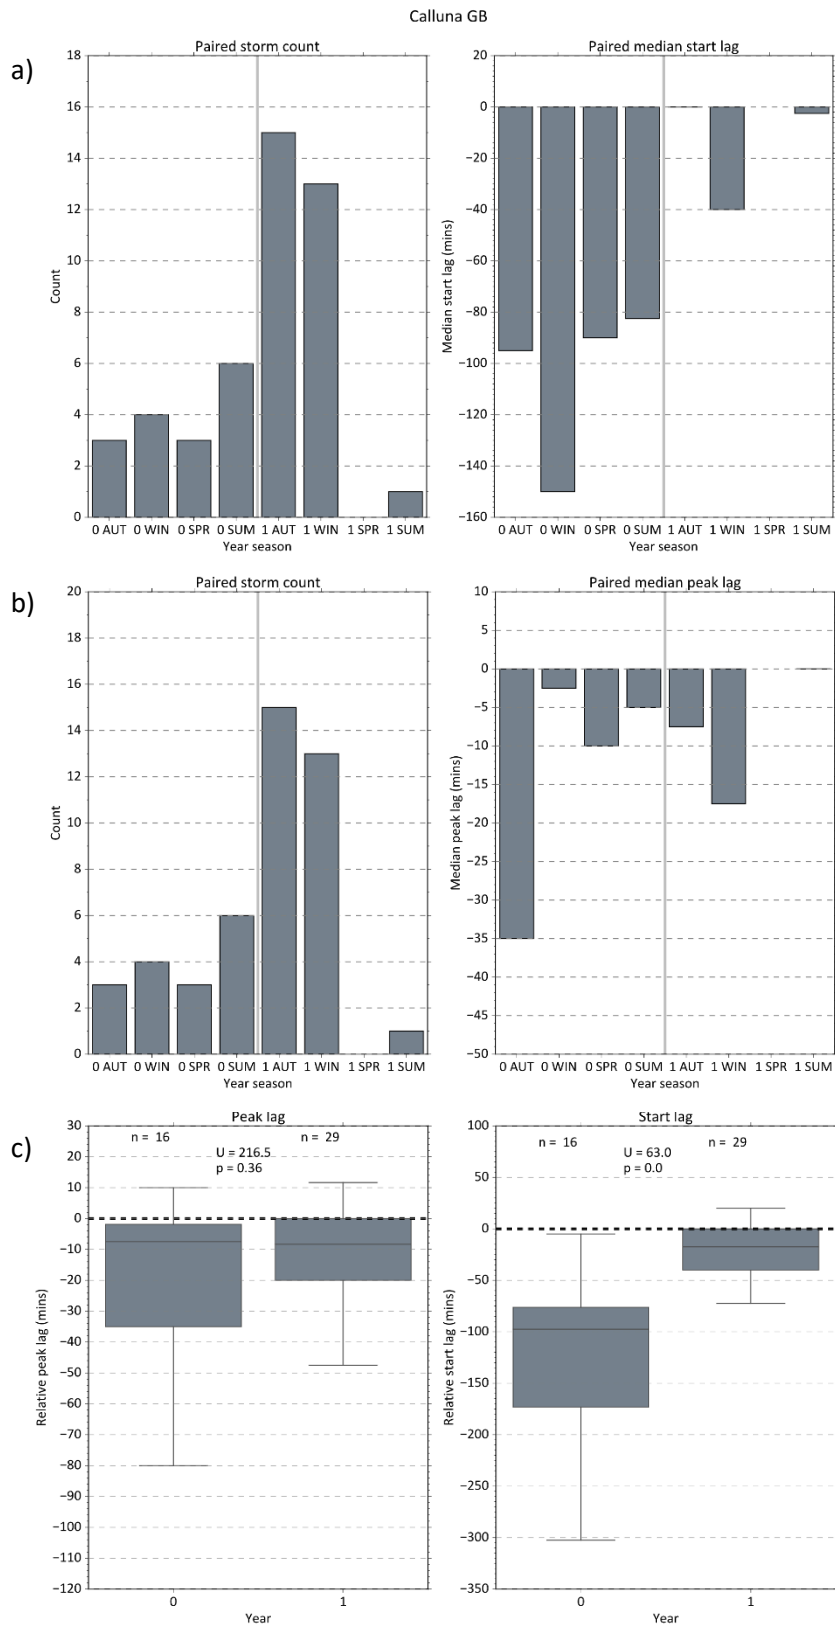 Calluna GB
a)
Paired storm count
18
16
14
12
10
8
6
4
2
0
Count
0 AUT 0 WIN 0 SPR 0 SUM 1 AUT 1 WIN 1 SPR 1 SUM
Year season
Paired median start lag
20
0
−20
−40
−60
−80
−100
−120
−140
−160
Median start lag (mins)
0 AUT 0 WIN 0 SPR 0 SUM 1 AUT 1 WIN 1 SPR 1 SUM
Year season
b)
Paired storm count
20
18
16
14
12
10
8
6
4
2
0
Count
0 AUT 0 WIN 0 SPR 0 SUM 1 AUT 1 WIN 1 SPR 1 SUM
Year season
Paired median peak lag
10
5
0
−5
−10
−15
−20
−25
−30
−35
−40
−45
−50
Median peak lag (mins)
0 AUT 0 WIN 0 SPR 0 SUM 1 AUT 1 WIN 1 SPR 1 SUM
Year season
c)
Peak lag
n = 16
n = 29
U = 216.5
p = 0.36
30
20
10
0
−10
−20
−30
−40
−50
−60
−70
−80
−90
−100
−110
−120
Relative peak lag (mins)
0 1
Year
Start lag
n = 16
n = 29
U = 63.0
p = 0.0
100
50
0
−50
−100
−150
−200
−250
−300
−350
Relative start lag (mins)
0 1
Year